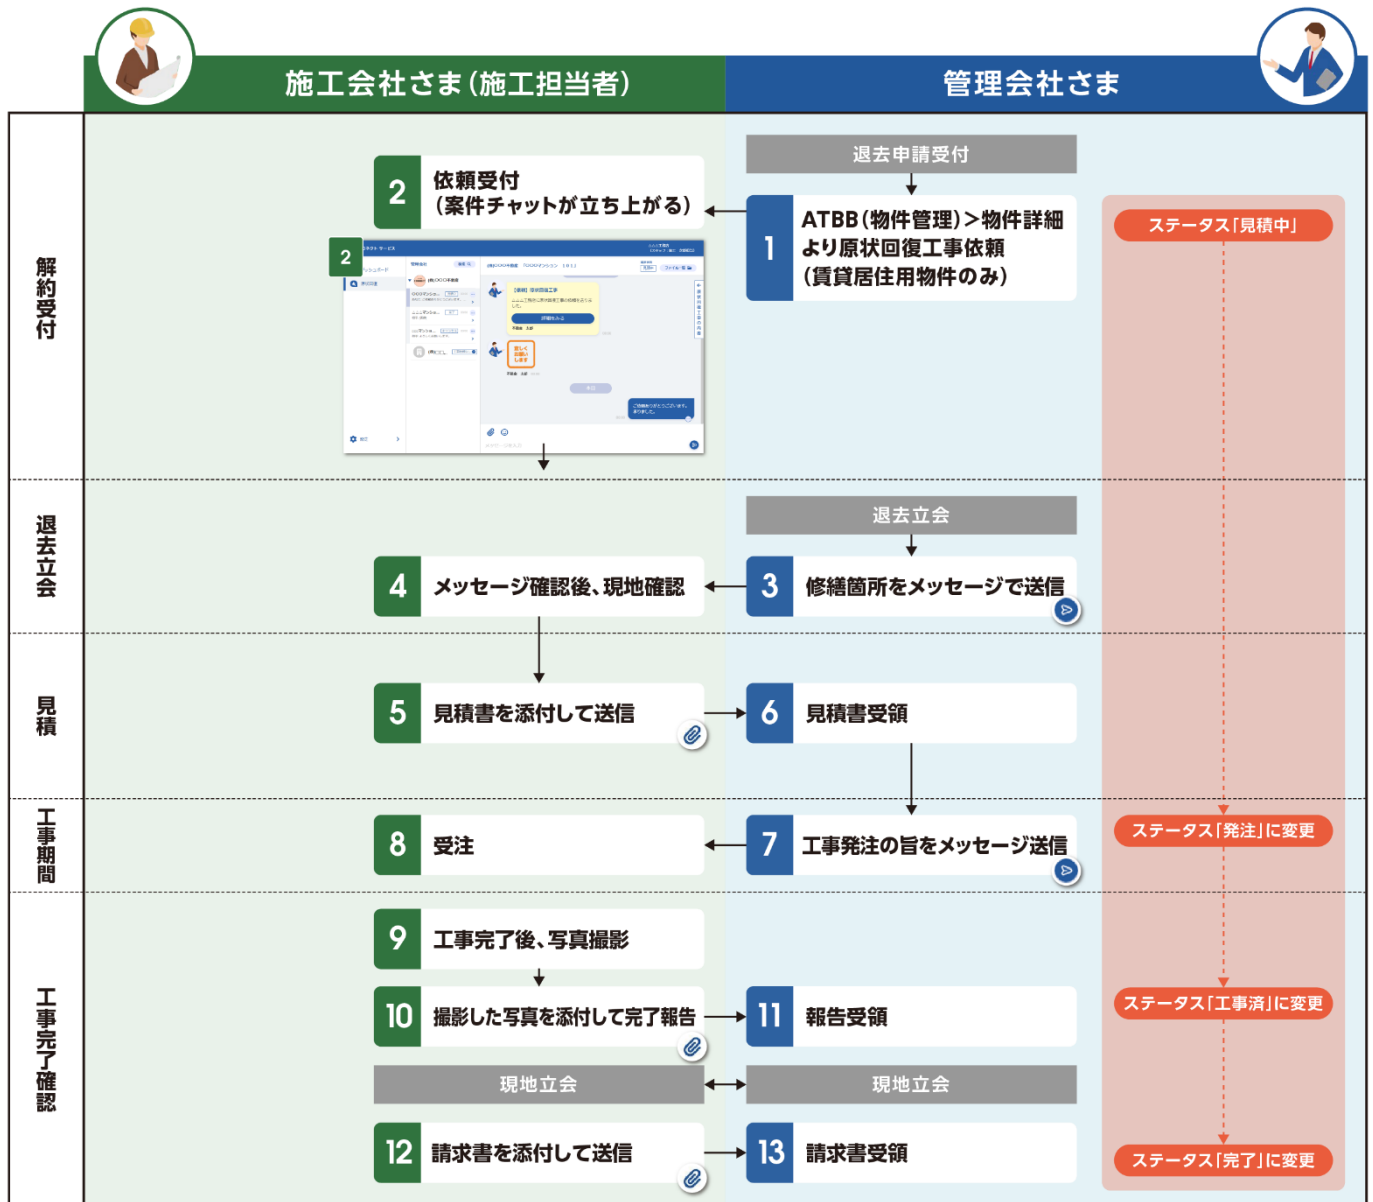 施工会社さま（施工担当者）
管理会社さま
解約受付
退去申請受付
2
依頼受付
（案件チャットが立ち上がる）
1
ATBB（物件管理）＞物件詳細
より原状回復工事依頼
（賃貸居住用物件のみ）
ステータス「見積中」
2
退去立会
退去立会
4
メッセージ確認後、現地確認
3
修繕箇所をメッセージで送信
見積
5
見積書を添付して送信
6
見積書受領
工事期間
8
受注
7
工事発注の旨をメッセージ送信
ステータス「発注」に変更
工事完了確認
9
工事完了後、写真撮影
10
撮影した写真を添付して完了報告
11
報告受領
ステータス「工事済」に変更
現地立会
現地立会
12
請求書を添付して送信
13
請求書受領
ステータス「完了」に変更